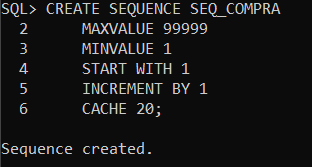 SQL> CREATE SEQUENCE SEQ_COMPRA
2 MAXVALUE 99999
3 MINVALUE 1
4 START WITH 1
5 INCREMENT BY 1
6 CACHE 20;
Sequence created.